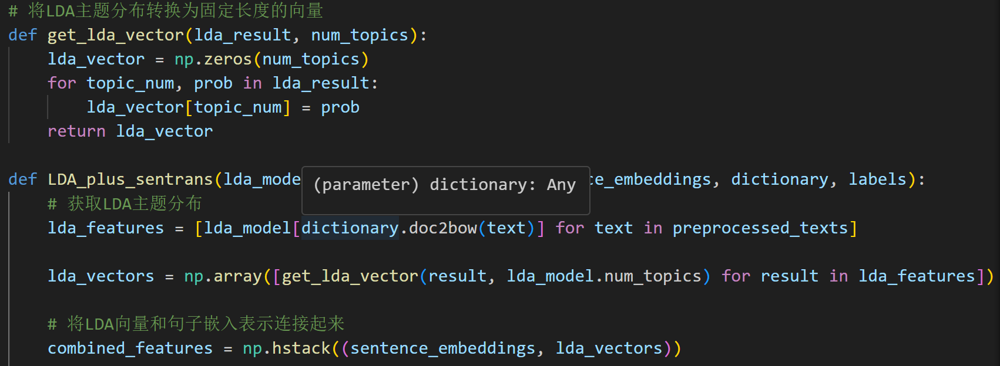 # 将LDA主题分布转换为固定长度的向量
def get_lda_vector(lda_result, num_topics):
    lda_vector = np.zeros(num_topics)
    for topic_num, prob in lda_result:
        lda_vector[topic_num] = prob
    return lda_vector
def LDA_plus_sentrans(lda_mode ce_embeddings, dictionary, labels):
(parameter) dictionary: Any
    # 获取LDA主题分布
    lda_features = [lda_model[dictionary.doc2bow(text)] for text in preprocessed_texts]
    lda_vectors = np.array([get_lda_vector(result, lda_model.num_topics) for result in lda_features])
    # 将LDA向量和句子嵌入表示连接起来
    combined_features = np.hstack((sentence_embeddings, lda_vectors))